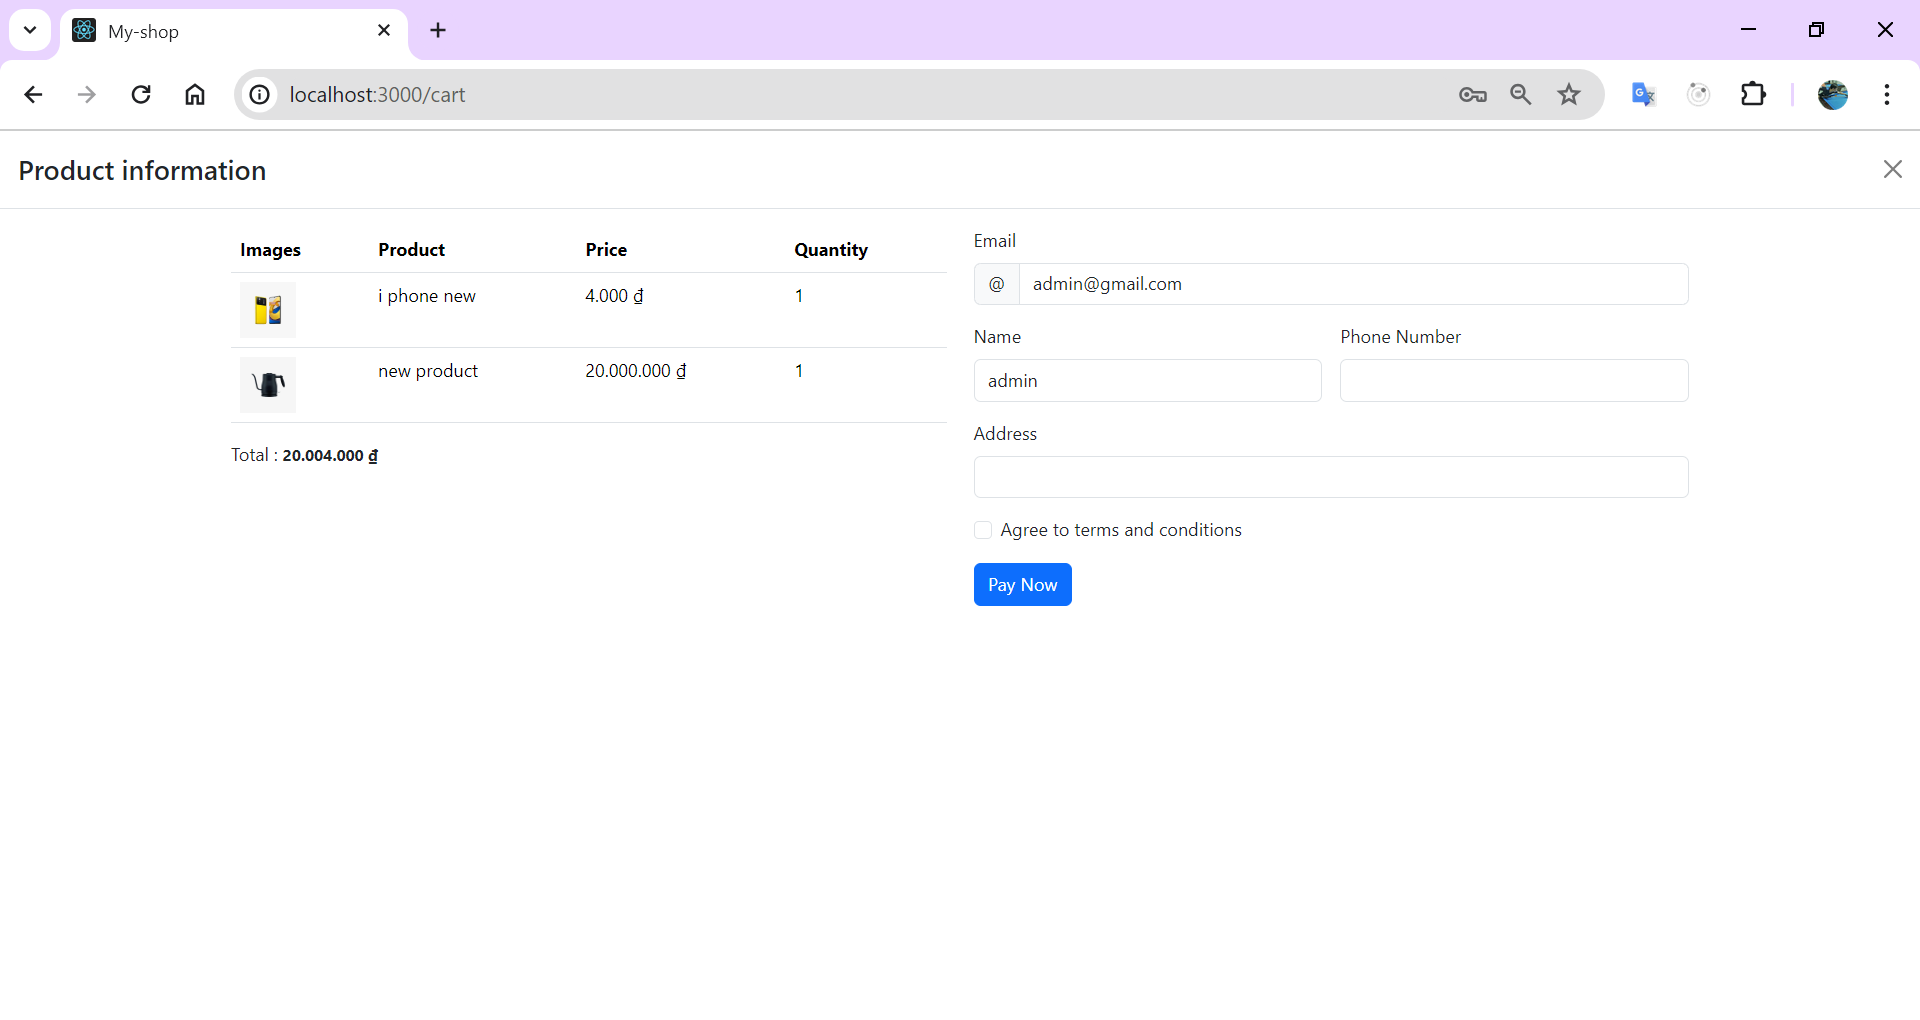 My-shop
localhost:3000/cart
Product information
Images Product Price Quantity
i phone new 4.000 ₫ 1
new product 20.000.000 ₫ 1
Total : 20.004.000 ₫
Email
@ admin@gmail.com
Name Phone Number
admin
Address
Agree to terms and conditions
Pay Now